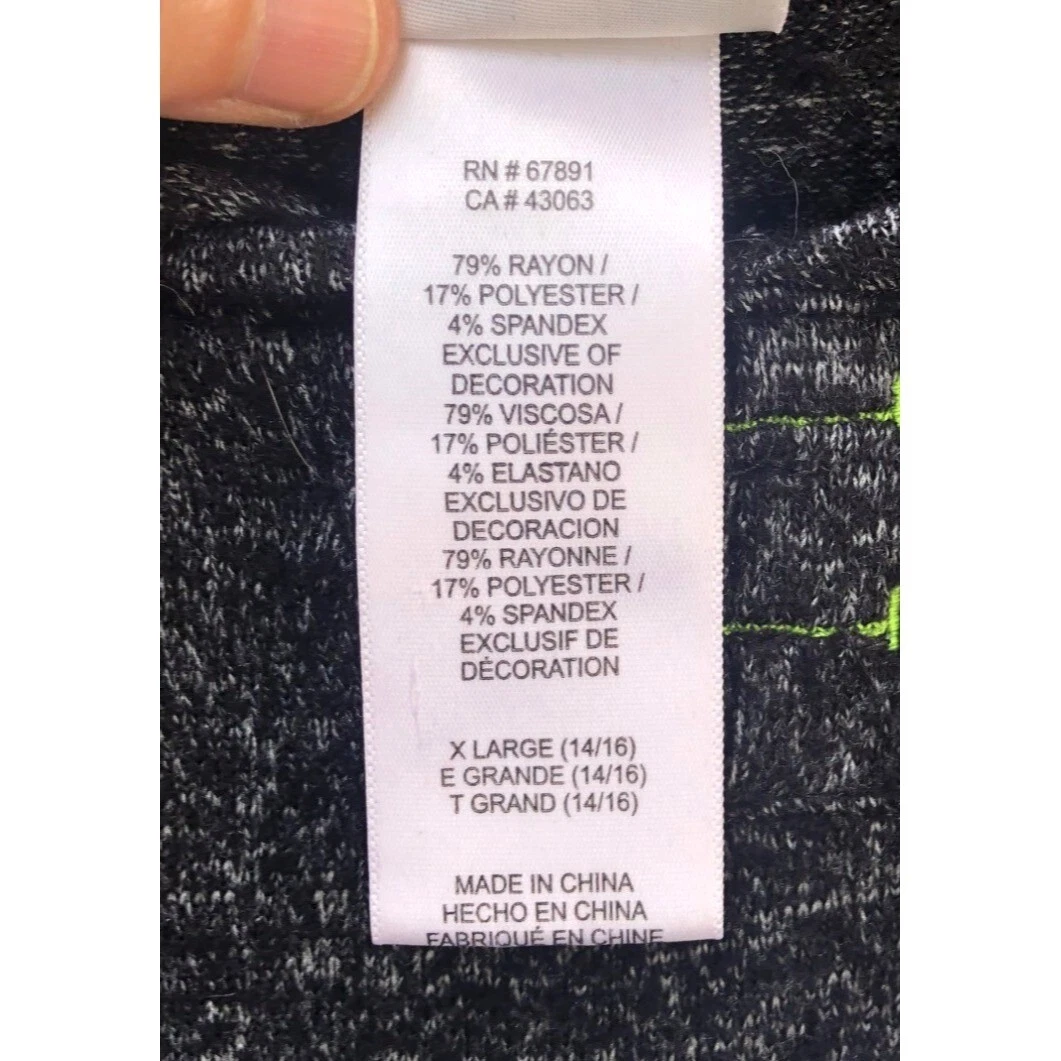 RN # 67891
CA # 43063
79% RAYON /
17% POLYESTER /
4% SPANDEX
EXCLUSIVE OF
DECORATION
79% VISCOSA /
17% POLIÉSTER /
4% ELASTANO
EXCLUSIVO DE
DECORACION
79% RAYONNE /
17% POLYESTER /
4% SPANDEX
EXCLUSIF DE
DÉCORATION
X LARGE (14/16)
E GRANDE (14/16)
T GRAND (14/16)
MADE IN CHINA
HECHO EN CHINA
FABRIQUÉ EN CHINE